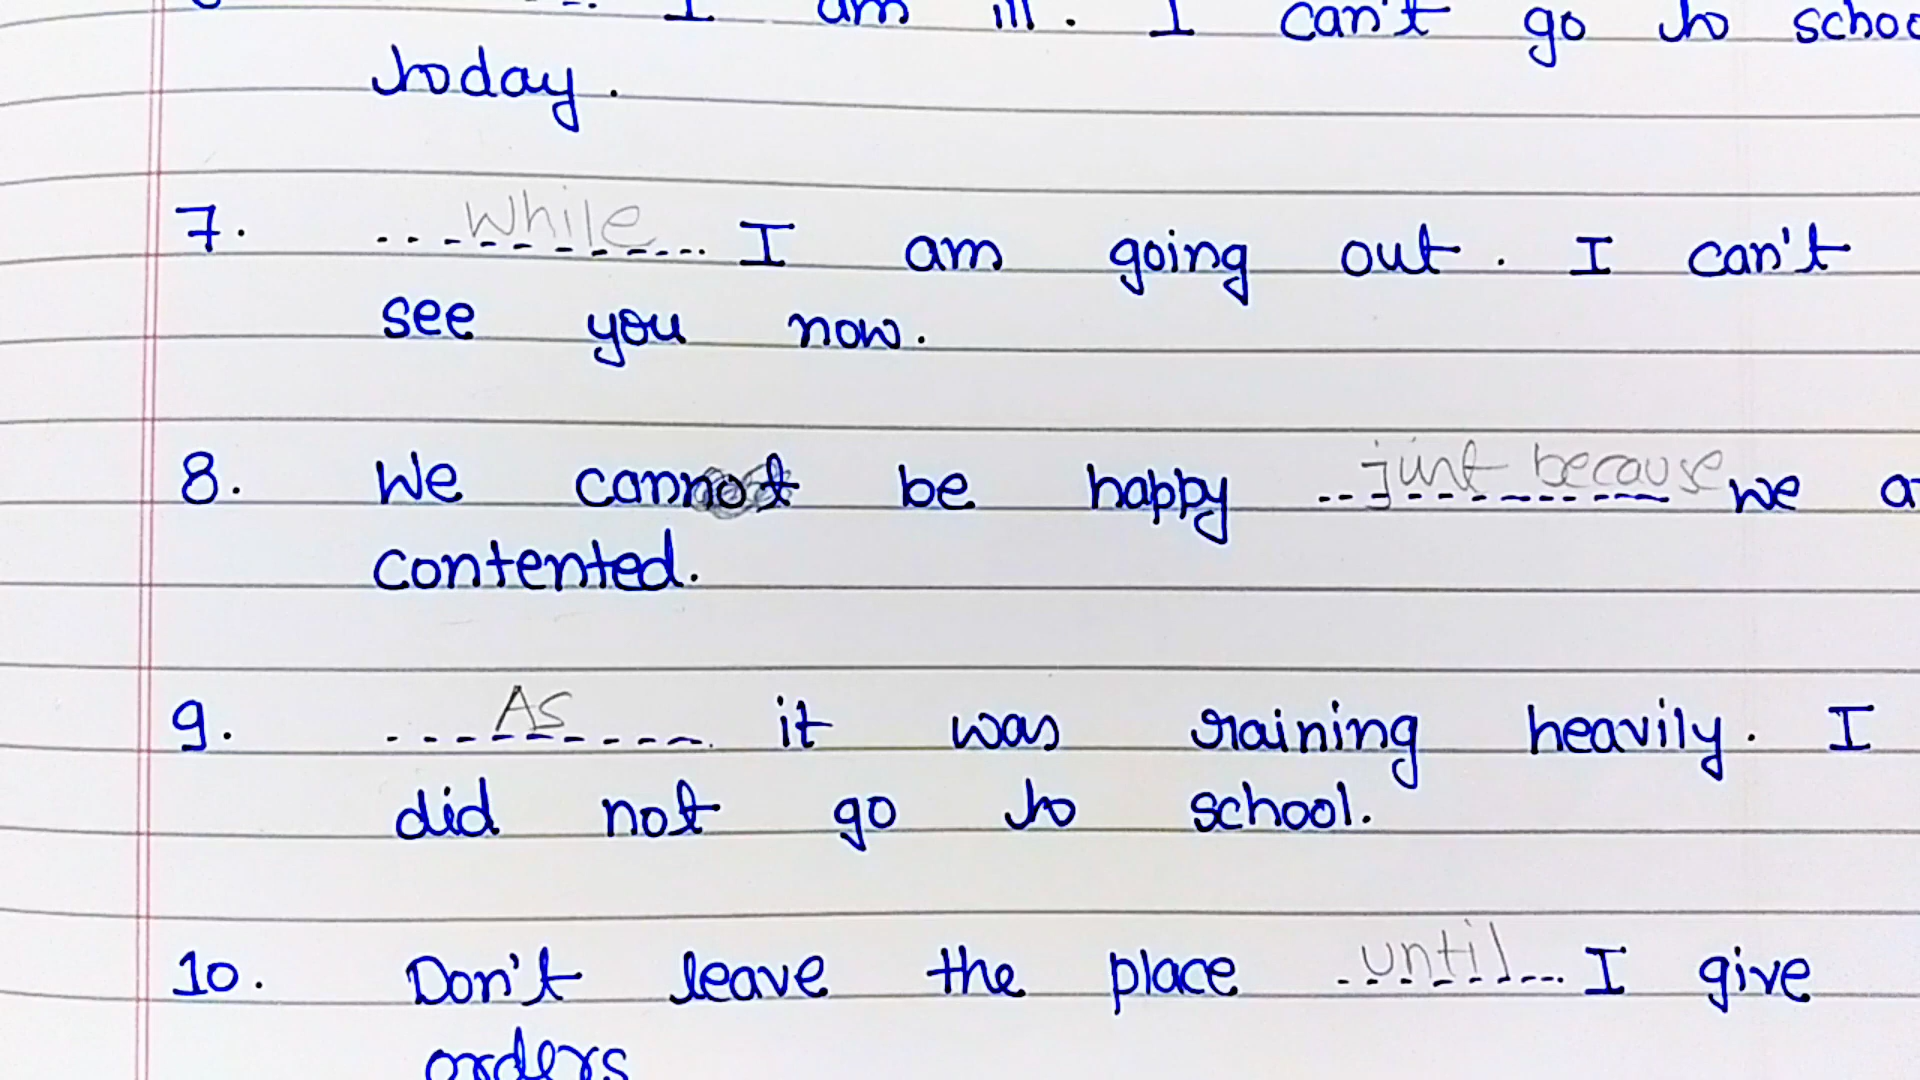 I am ill. I can't go to schoo
today.
7. while I am going out. I can't
see you now.
8. We cannot be happy just because we a
contented.
9. As it was raining heavily. I
did not go to school.
10. Don't leave the place until I give
orders